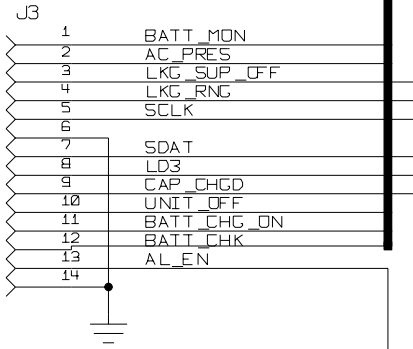 J3
1 BATT_MON
2 AC_PRES
3 LKG_SUP_OFF
4 LKG_RNG
5 SCLK
6
7 SDAT
8 LD3
9 CAP_CHGD
10 UNIT_OFF
11 BATT_CHG_ON
12 BATT_CHK
13 AL_EN
14